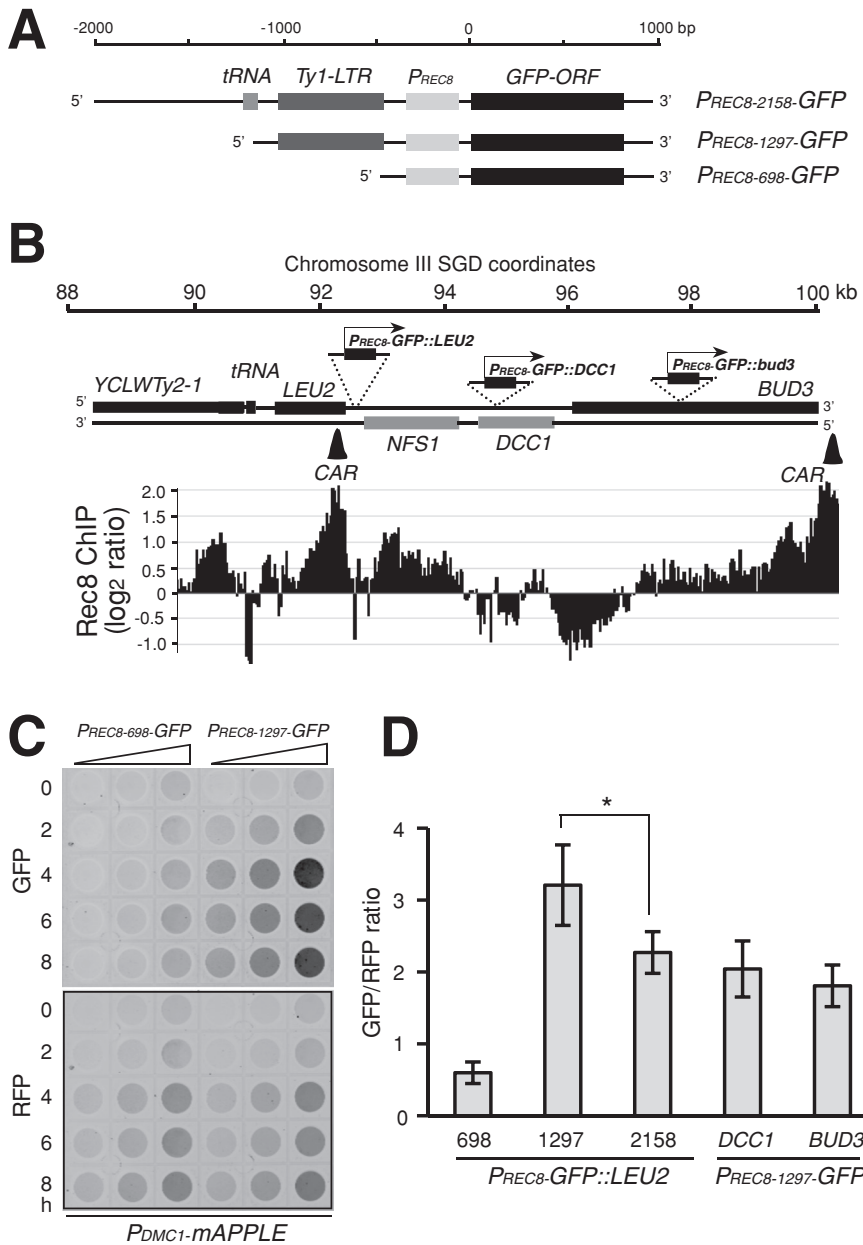 A
-2000 -1000 0 1000 bp
tRNA Ty1-LTR PREC8 GFP-ORF
5’ 3’ PREC8-2158-GFP
5’ 3’ PREC8-1297-GFP
5’ 3’ PREC8-698-GFP
B
Chromosome III SGD coordinates
88 90 92 94 96 98 100 kb
PREC8-GFP::LEU2
PREC8-GFP::DCC1
PREC8-GFP::bud3
YCLWTy2-1 tRNA LEU2 BUD3
5’ 3’
3’ 5’
NFS1 DCC1
CAR CAR
Rec8 ChIP
(log2 ratio)
2.0
1.5
1.0
0.5
0
-0.5
-1.0
C
PREC8-698-GFP PREC8-1297-GFP
GFP
0
2
4
6
8
RFP
0
2
4
6
8
h
PDMC1-mAPPLE
D
GFP/RFP ratio
4
3
2
1
0
*
698 1297 2158 DCC1 BUD3
PREC8-GFP::LEU2 PREC8-1297-GFP